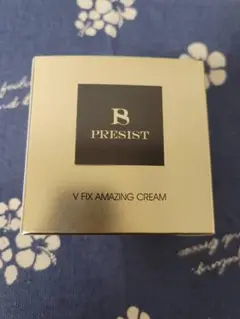 B
PRESIST
V FIX AMAZING CREAM